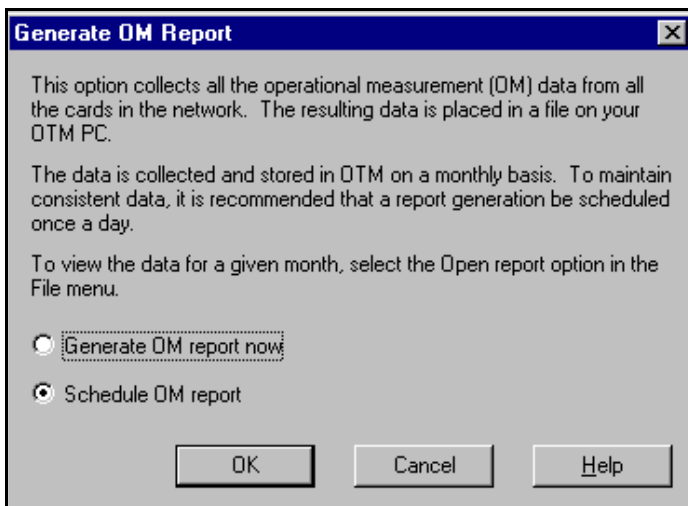 Generate OM Report
This option collects all the operational measurement (OM) data from all
the cards in the network. The resulting data is placed in a file on your
OTM PC.
The data is collected and stored in OTM on a monthly basis. To maintain
consistent data, it is recommended that a report generation be scheduled
once a day.
To view the data for a given month, select the Open report option in the
File menu.
Generate OM report now
Schedule OM report
OK Cancel Help